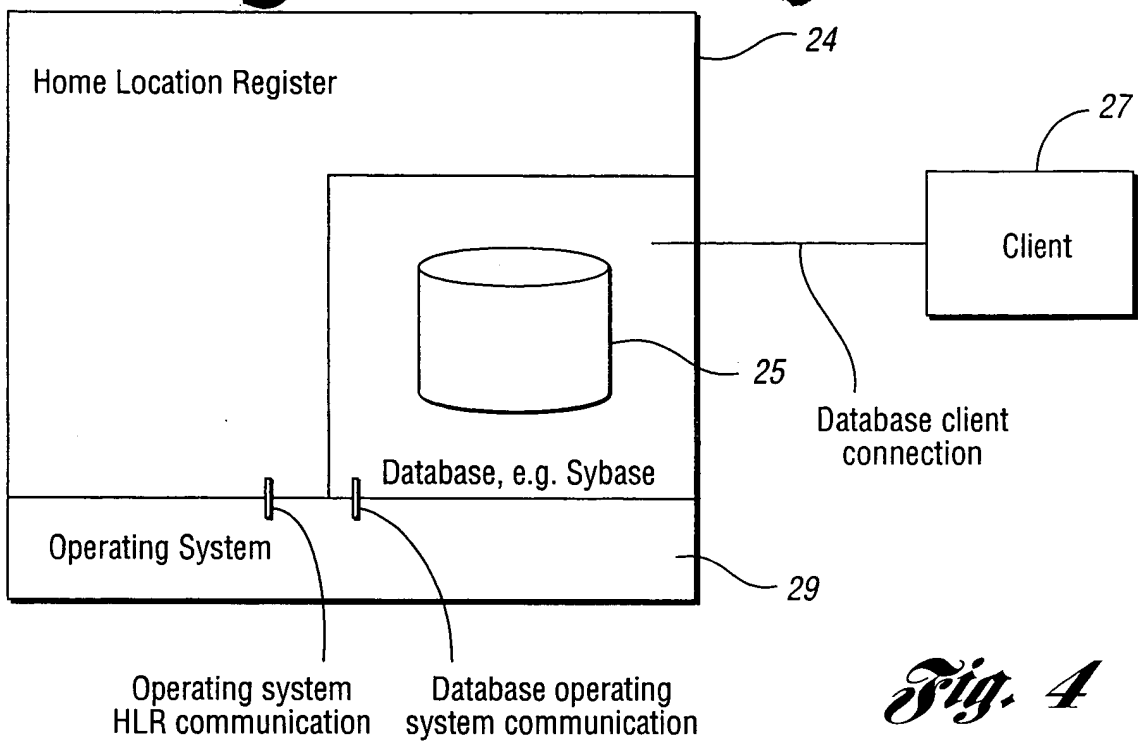 24
Home Location Register
27
Client
25
Database client
connection
Database, e.g. Sybase
Operating System
29
Operating system
HLR communication
Database operating
system communication
Fig. 4